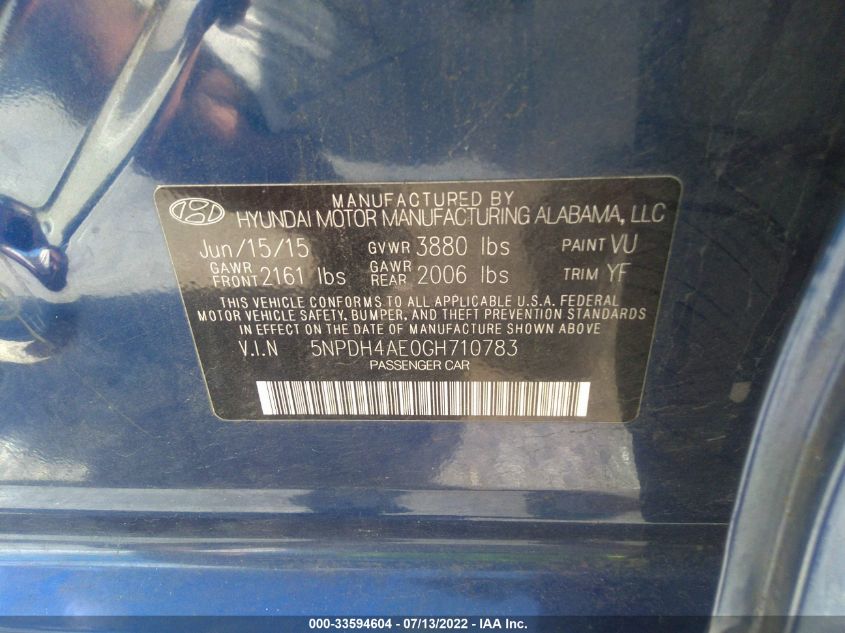 MANUFACTURED BY
HYUNDAI MOTOR MANUFACTURING ALABAMA, LLC
Jun/15/15 GVWR 3880 lbs PAINT VU
GAWR FRONT 2161 lbs GAWR REAR 2006 lbs TRIM YF
THIS VEHICLE CONFORMS TO ALL APPLICABLE U.S.A. FEDERAL
MOTOR VEHICLE SAFETY, BUMPER, AND THEFT PREVENTION STANDARDS
IN EFFECT ON THE DATE OF MANUFACTURE SHOWN ABOVE
V.I.N 5NPDH4AE0GH710783
PASSENGER CAR
000-33594604 - 07/13/2022 - IAA Inc.